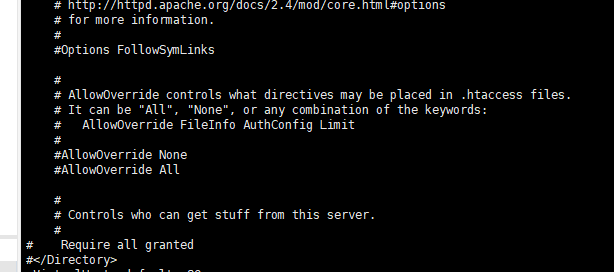 # http://httpd.apache.org/docs/2.4/mod/core.html#options
# for more information.
#
#Options FollowSymLinks
#
# AllowOverride controls what directives may be placed in .htaccess files.
# It can be "All", "None", or any combination of the keywords:
#   AllowOverride FileInfo AuthConfig Limit
#
#AllowOverride None
#AllowOverride All
#
# Controls who can get stuff from this server.
#
#    Require all granted
#</Directory>